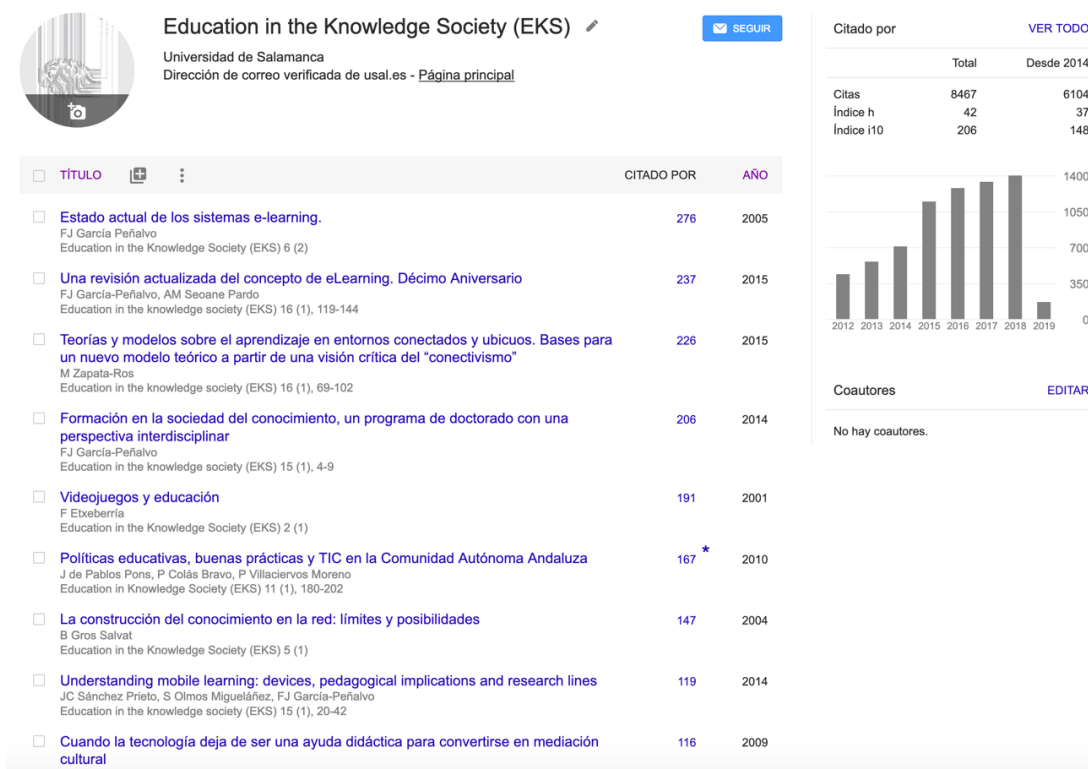 Education in the Knowledge Society (EKS)
SEGUIR
Universidad de Salamanca
Dirección de correo verificada de usal.es - Página principal
TÍTULO
CITADO POR
AÑO
Estado actual de los sistemas e-learning.
276
2005
FJ García Peñalvo
Education in the Knowledge Society (EKS) 6 (2)
Una revisión actualizada del concepto de eLearning. Décimo Aniversario
237
2015
FJ García-Peñalvo, AM Seoane Pardo
Education in the knowledge society (EKS) 16 (1), 119-144
Teorías y modelos sobre el aprendizaje en entornos conectados y ubicuos. Bases para
226
2015
un nuevo modelo teórico a partir de una visión crítica del “conectivismo”
M Zapata-Ros
Education in the knowledge society (EKS) 16 (1), 69-102
Formación en la sociedad del conocimiento, un programa de doctorado con una
206
2014
perspectiva interdisciplinar
FJ García-Peñalvo
Education in the knowledge society (EKS) 15 (1), 4-9
Videojuegos y educación
191
2001
F Etxeberría
Education in the Knowledge Society (EKS) 2 (1)
Políticas educativas, buenas prácticas y TIC en la Comunidad Autónoma Andaluza
167 *
2010
J de Pablos Pons, P Colás Bravo, P Villaciervos Moreno
Education in Knowledge Society (EKS) 11 (1), 180-202
La construcción del conocimiento en la red: límites y posibilidades
147
2004
B Gros Salvat
Education in the Knowledge Society (EKS) 5 (1)
Understanding mobile learning: devices, pedagogical implications and research lines
119
2014
JC Sánchez Prieto, S Olmos Migueláñez, FJ García-Peñalvo
Education in the knowledge society (EKS) 15 (1), 20-42
Cuando la tecnología deja de ser una ayuda didáctica para convertirse en mediación
116
2009
cultural
Citado por
VER TODO
Total
Desde 2014
Citas
8467
6104
Índice h
42
37
Índice i10
206
148
1400
1050
700
350
0
2012 2013 2014 2015 2016 2017 2018 2019
Coautores
EDITAR
No hay coautores.